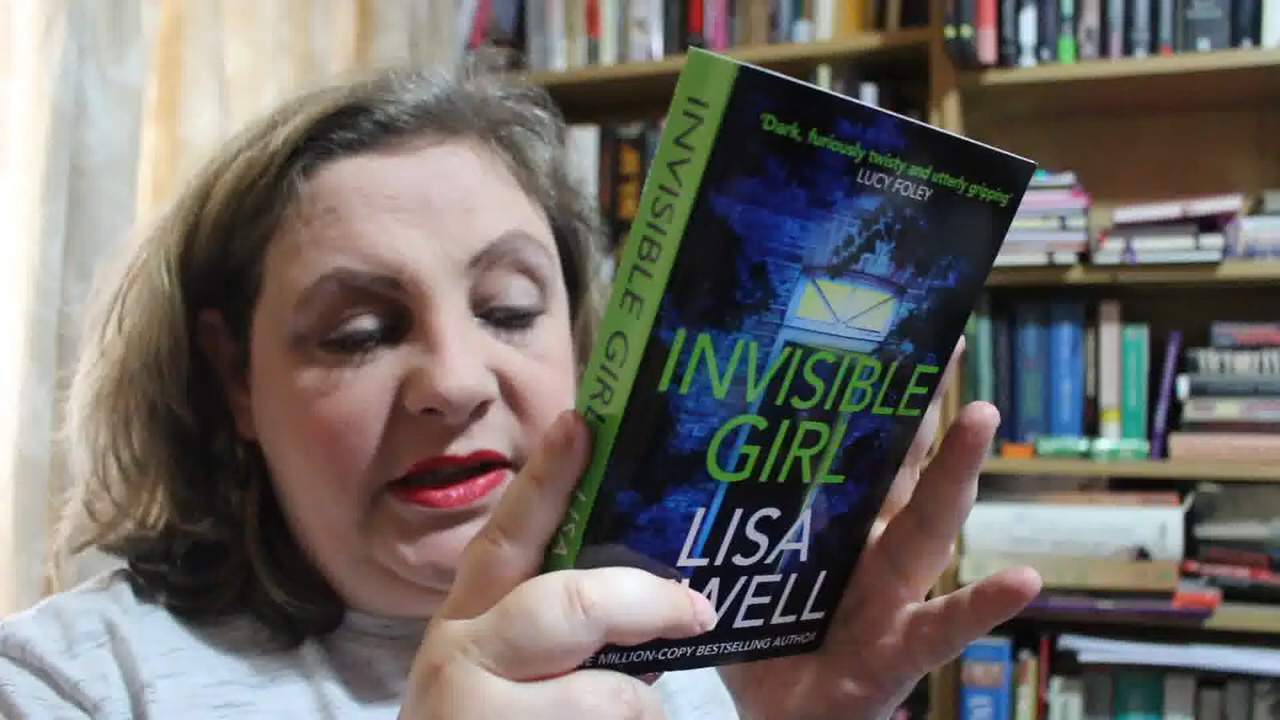 INVISIBLE GIRL
'Dark, furiously twisty and utterly gripping'
LUCY FOLEY
INVISIBLE
GIRL
LISA
WELL
MILLION-COPY BESTSELLING AUTHOR